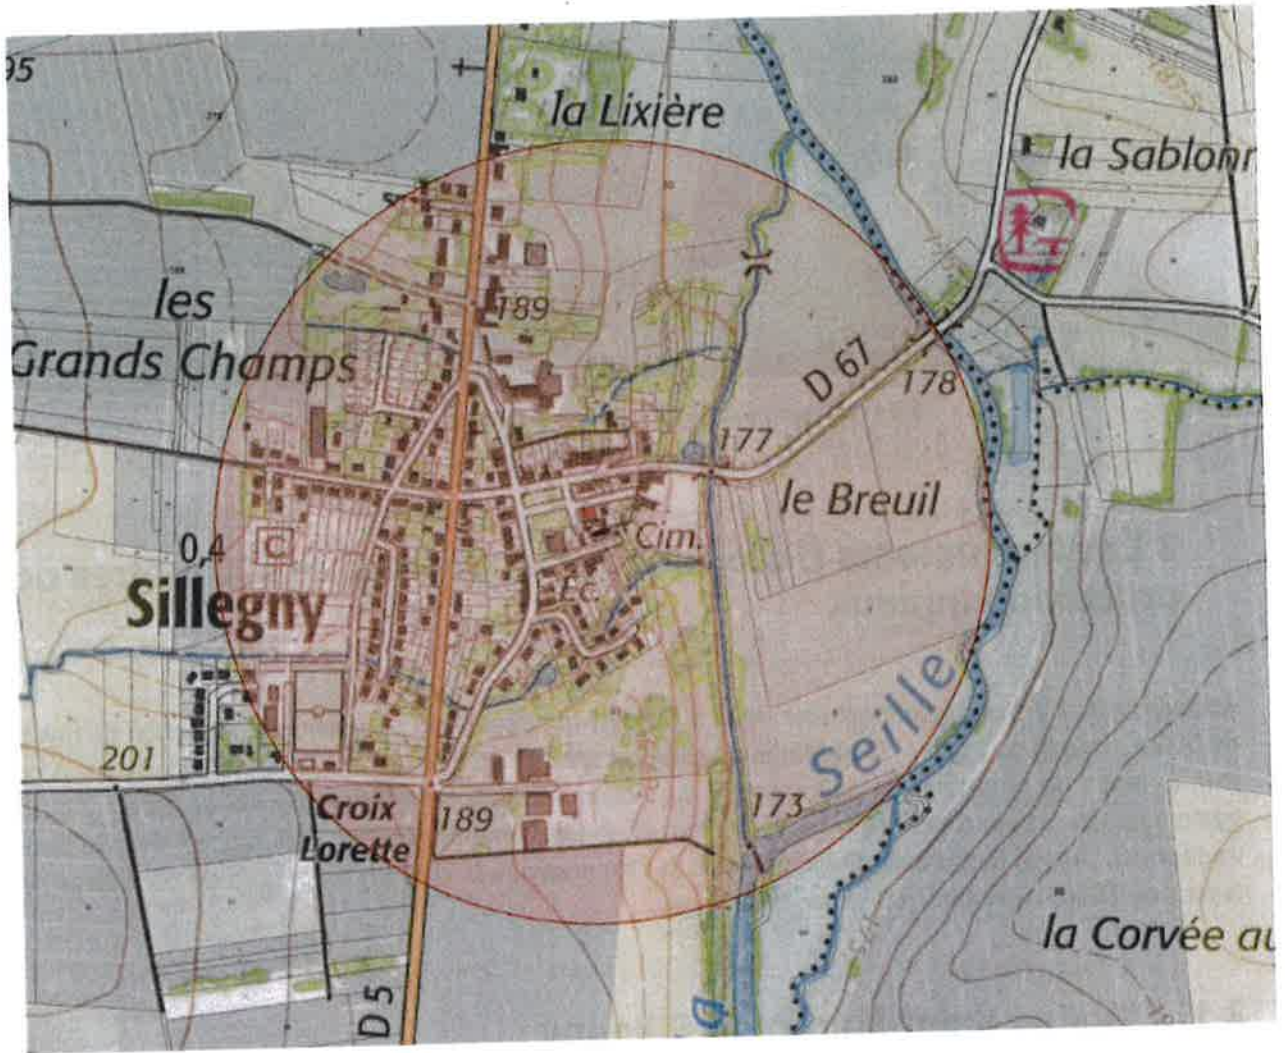 95
la Lixière
la Sablonn
les
Grands Champs
189
D 67
178
177
le Breuil
Cim.
C
0,4
Sillegny
Éc.
Seille
201
Croix
Lorette
189
173
la Corvée au
D 5